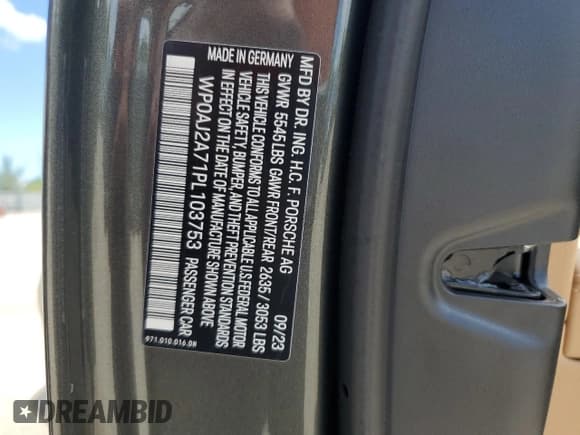 MFD BY DR. ING. H.C. F. PORSCHE AG 09/23
GVWR 5545 LBS GAWR FRONT/REAR 2635 / 3053 LBS
THIS VEHICLE CONFORMS TO ALL APPLICABLE U.S. FEDERAL MOTOR
VEHICLE SAFETY, BUMPER, AND THEFT PREVENTION STANDARDS
IN EFFECT ON THE DATE OF MANUFACTURE SHOWN ABOVE
MADE IN GERMANY
WP0AJ2A71PL103753 PASSENGER CAR
971.010.016.DH
DREAMBID